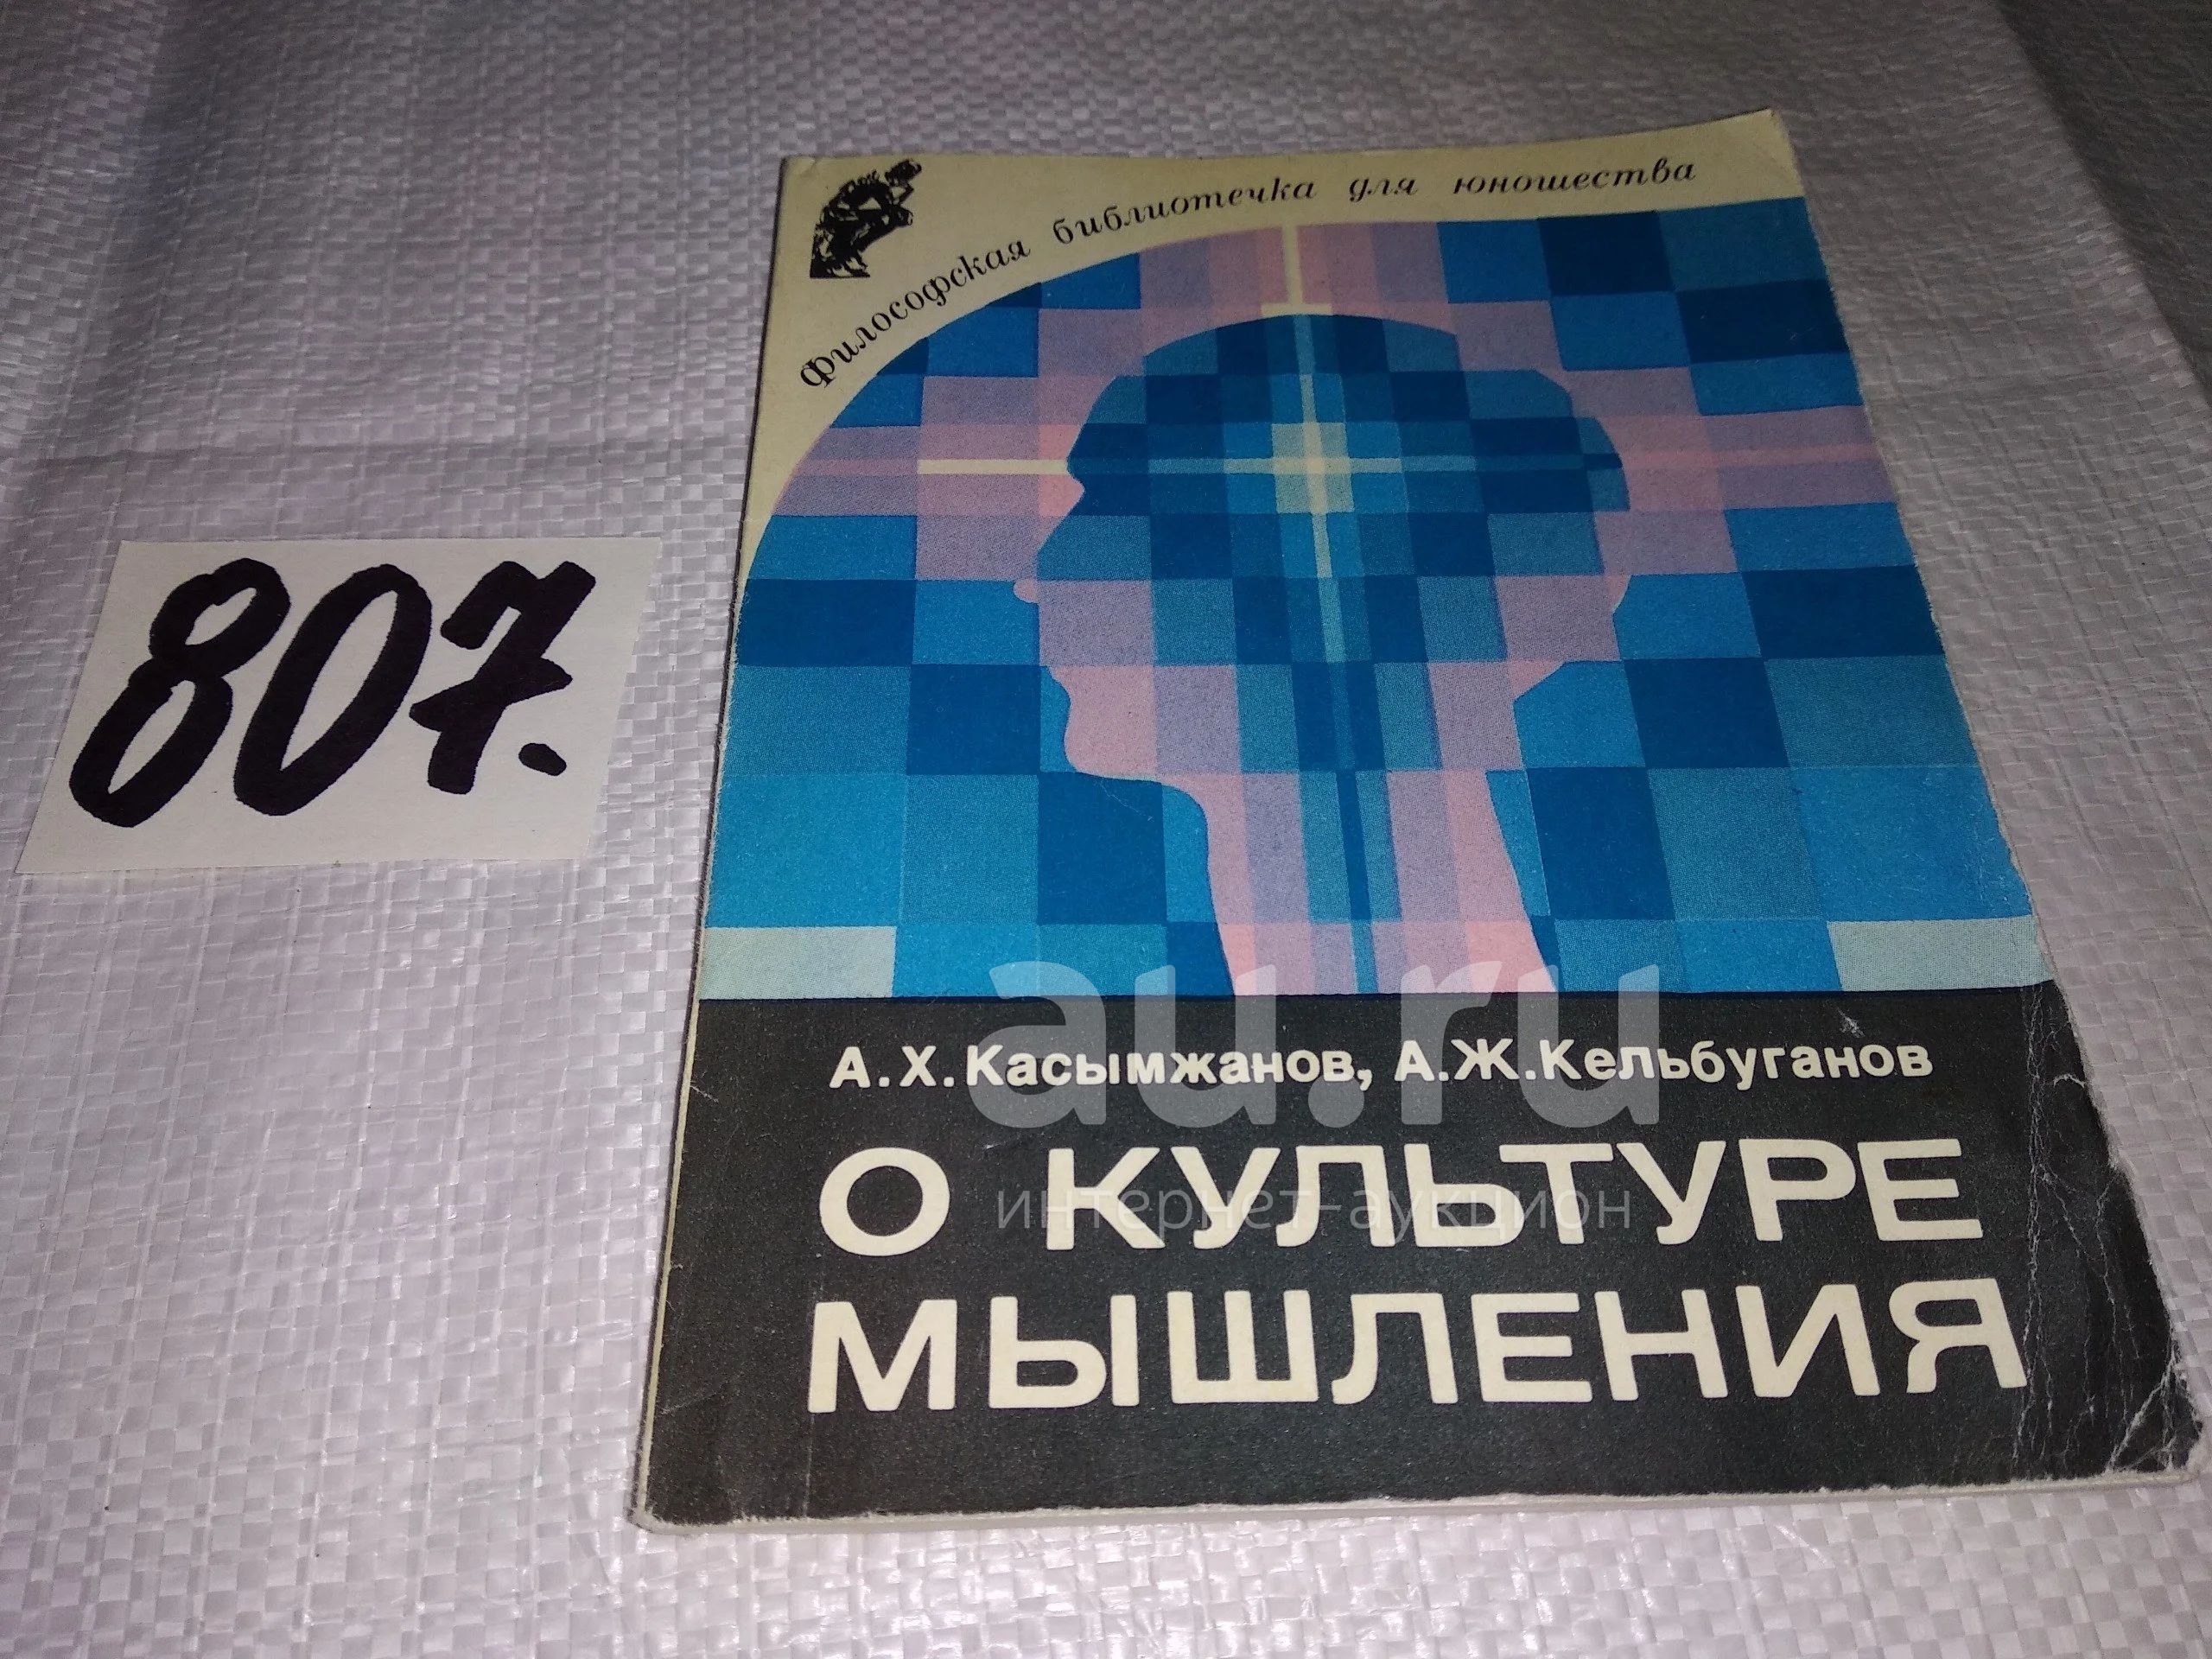 философская библиотечка для юношества
807.
А.Х.Касымжанов, А.Ж.Кельбуганов
О КУЛЬТУРЕ
МЫШЛЕНИЯ
au.ru
интернет-аукцион